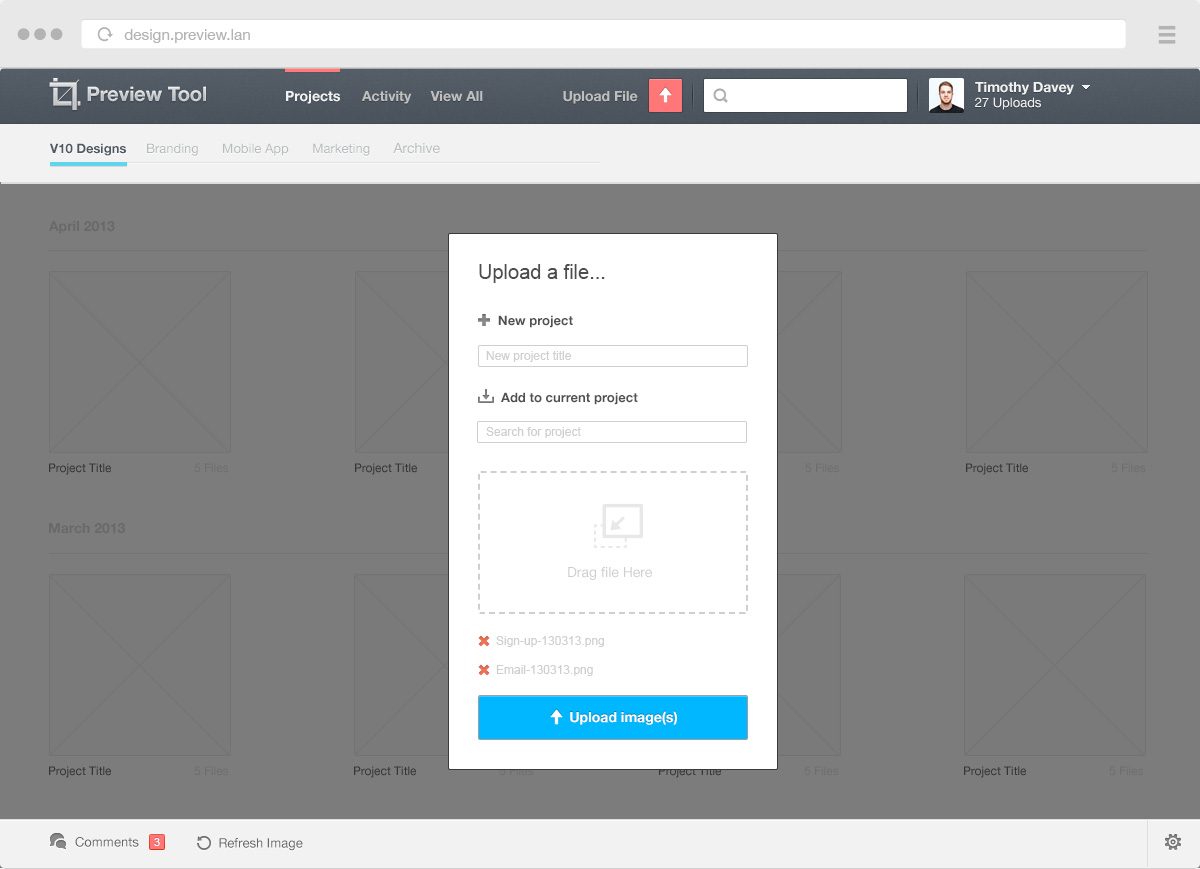 design.preview.lan
Preview Tool
Projects
Activity
View All
Upload File
Timothy Davey
27 Uploads
V10 Designs
Branding
Mobile App
Marketing
Archive
April 2013
Project Title
5 Files
Project Title
5 Files
Project Title
5 Files
March 2013
Project Title
5 Files
Project Title
5 Files
Project Title
5 Files
Project Title
5 Files
Upload a file...
New project
New project title
Add to current project
Search for project
Drag file Here
Sign-up-130313.png
Email-130313.png
Upload image(s)
Comments
3
Refresh Image